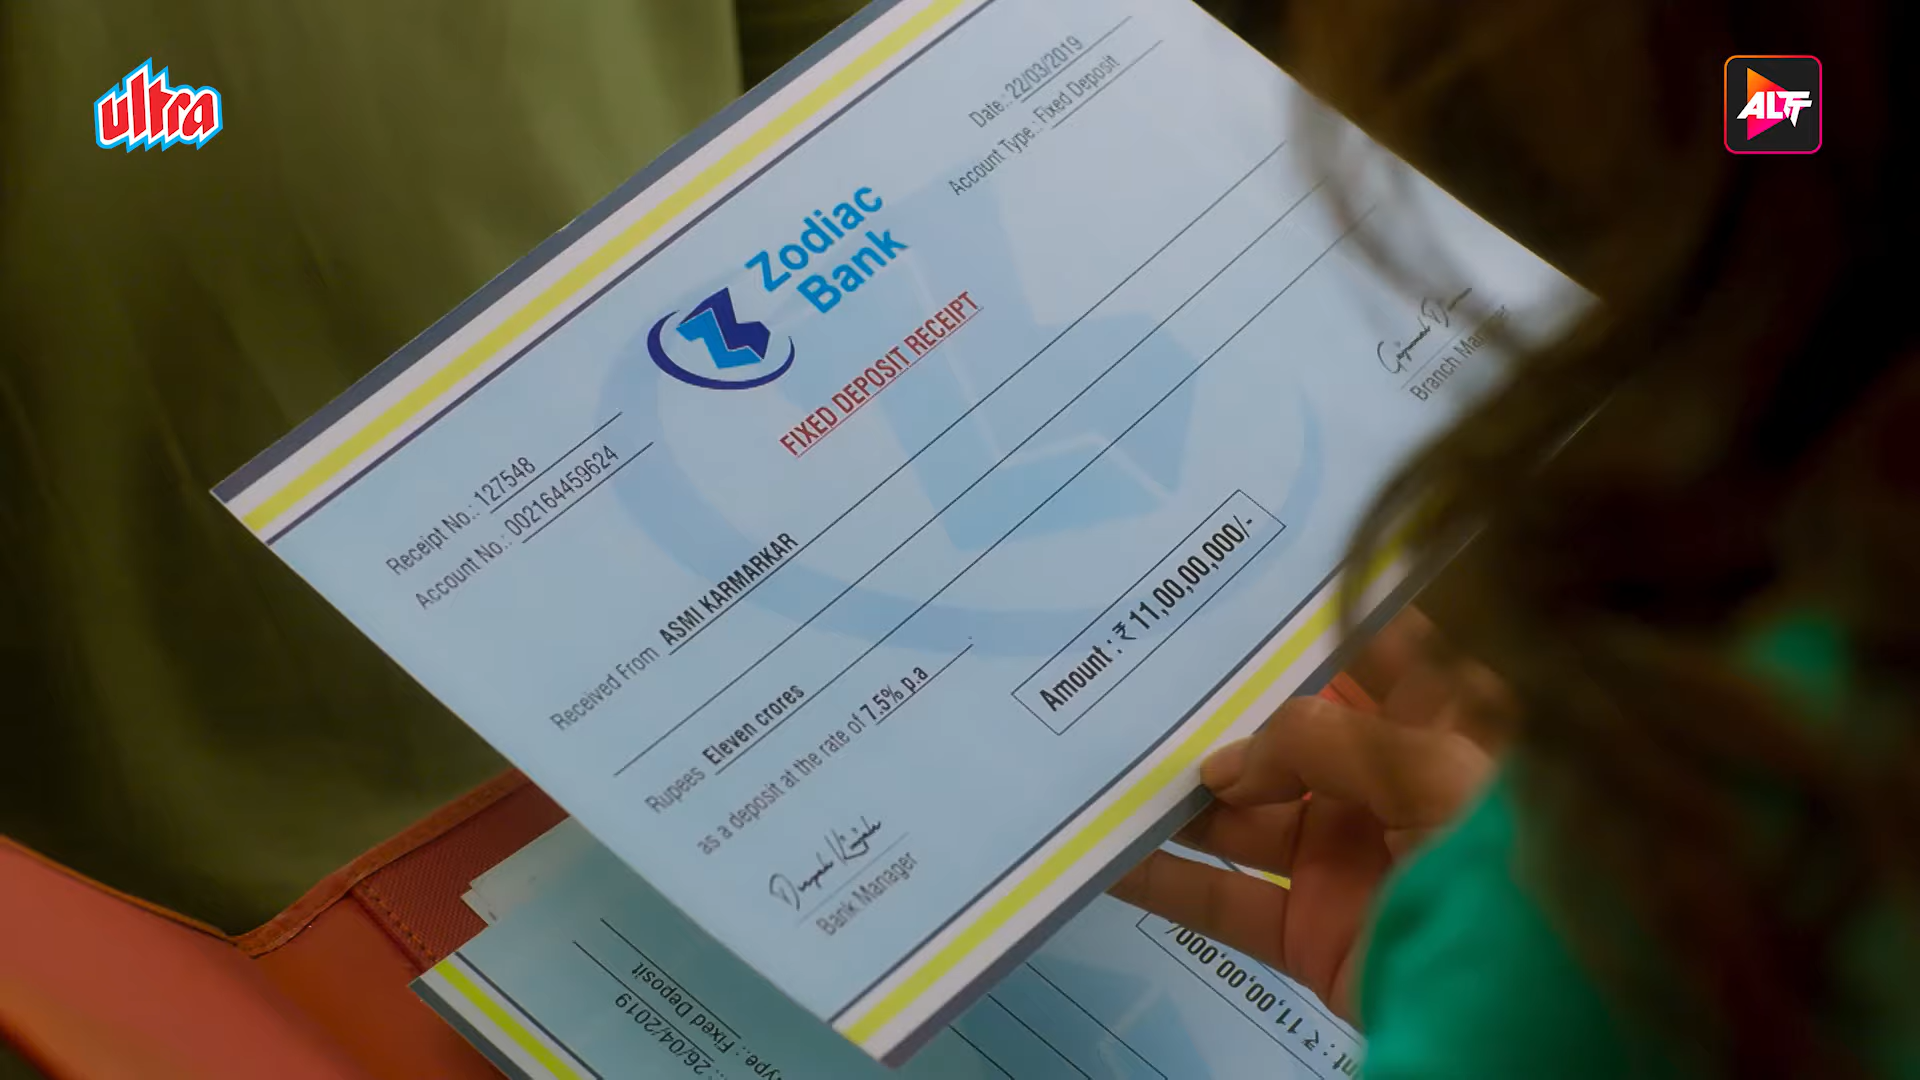 ultra
ALTT
Date.: 22/03/2019
Account Type.: Fixed Deposit
Zodiac
Bank
FIXED DEPOSIT RECEIPT
Receipt No.: 127548
Account No.: 002164459624
Received From ASMI KARMARKAR
Rupees Eleven crores
as a deposit at the rate of 7.5% p.a
Amount : ₹ 11,00,00,000/-
Bank Manager
Branch
26/04/2019
Fixed Deposit
₹ 11,00,00,000/